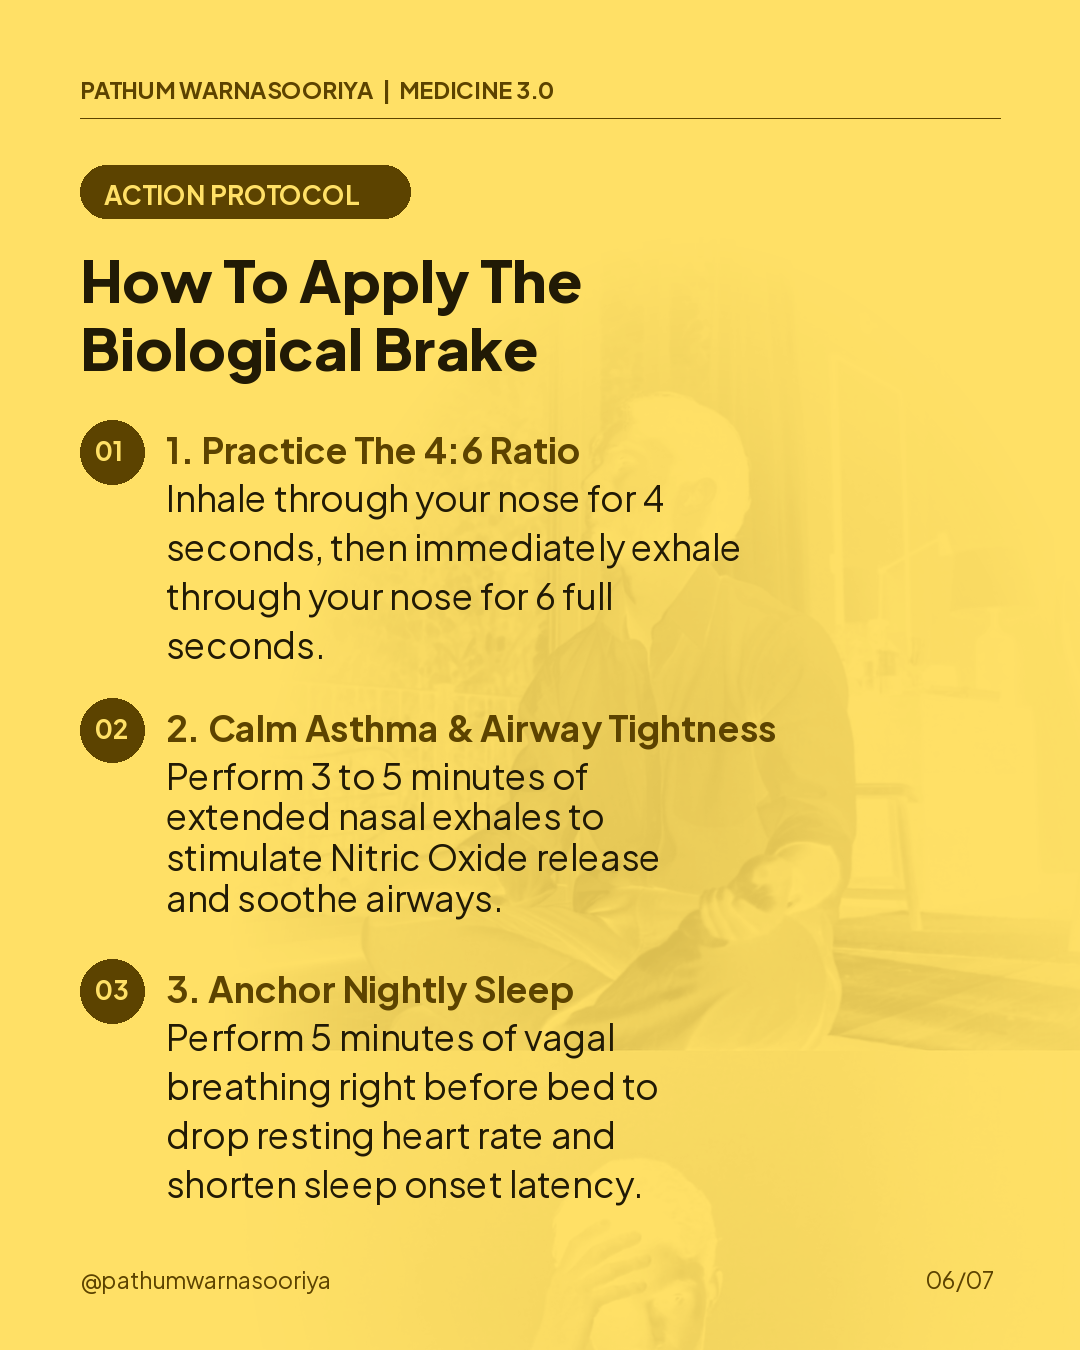 PATHUM WARNASOORIYA | MEDICINE 3.0
ACTION PROTOCOL
How To Apply The
Biological Brake
01
1. Practice The 4:6 Ratio
Inhale through your nose for 4
seconds, then immediately exhale
through your nose for 6 full
seconds.
02
2. Calm Asthma & Airway Tightness
Perform 3 to 5 minutes of
extended nasal exhales to
stimulate Nitric Oxide release
and soothe airways.
03
3. Anchor Nightly Sleep
Perform 5 minutes of vagal
breathing right before bed to
drop resting heart rate and
shorten sleep onset latency.
@pathumwarnasooriya
06/07